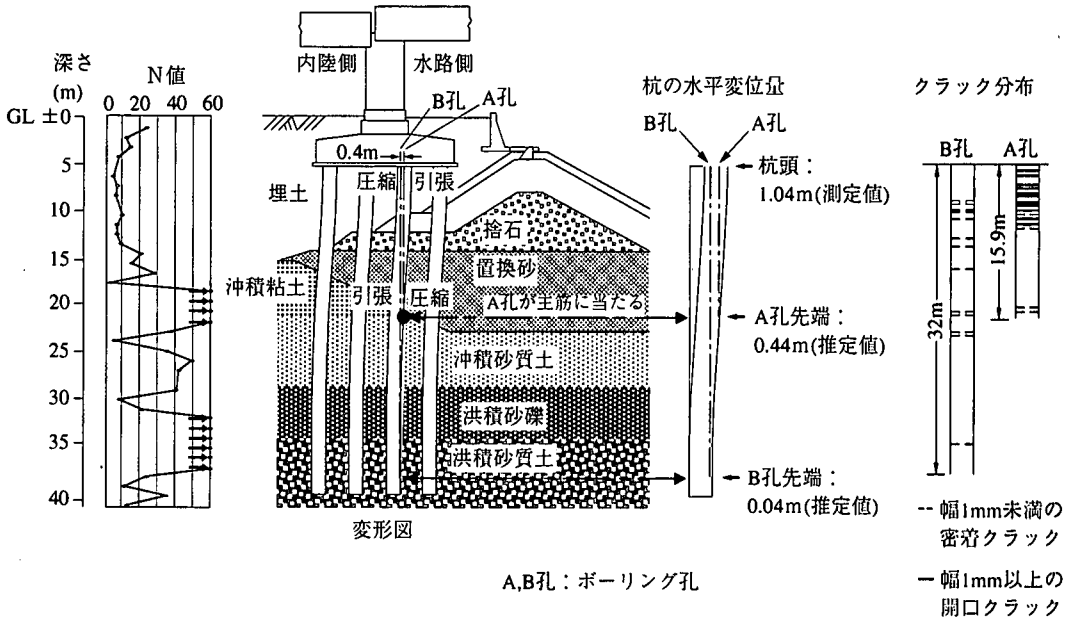 深さ
(m)
N値
0 20 40 60
GL ±0
5
10
15
20
25
30
35
40
内陸側
水路側
B孔
A孔
0.4m
圧縮
引張
埋土
捨石
置換砂
沖積粘土
引張
圧縮
A孔が主筋に当たる
沖積砂質土
洪積砂礫
洪積砂質土
変形図
杭の水平変位量
B孔
A孔
杭頭：
1.04m(測定値)
A孔先端：
0.44m(推定値)
B孔先端：
0.04m(推定値)
クラック分布
B孔
A孔
15.9m
32m
-- 幅1mm未満の
密着クラック
― 幅1mm以上の
開口クラック
A,B孔：ボーリング孔